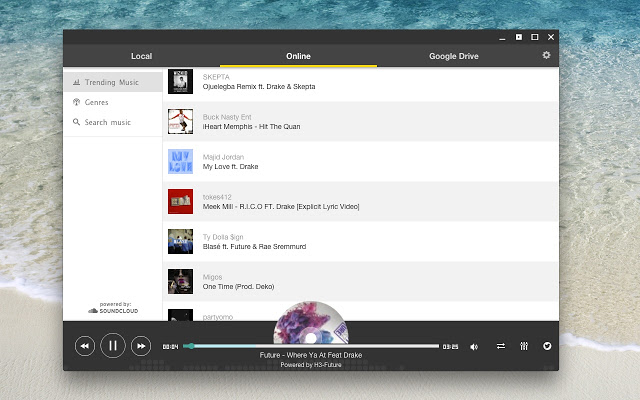 Local Online Google Drive
Trending Music
Genres
Search music
SKEPTA
Ojuelegba Remix ft. Drake & Skepta
Buck Nasty Ent
iHeart Memphis - Hit The Quan
MY
LOVE
Majid Jordan
My Love ft. Drake
tokes412
Meek Mill - R.I.C.O FT. Drake [Explicit Lyric Video]
Ty Dolla $ign
Blasé ft. Future & Rae Sremmurd
Migos
One Time (Prod. Deko)
partyomo
powered by:
SOUNDCLOUD
00:04 03:25
Future - Where Ya At Feat Drake
Powered by H3-Future